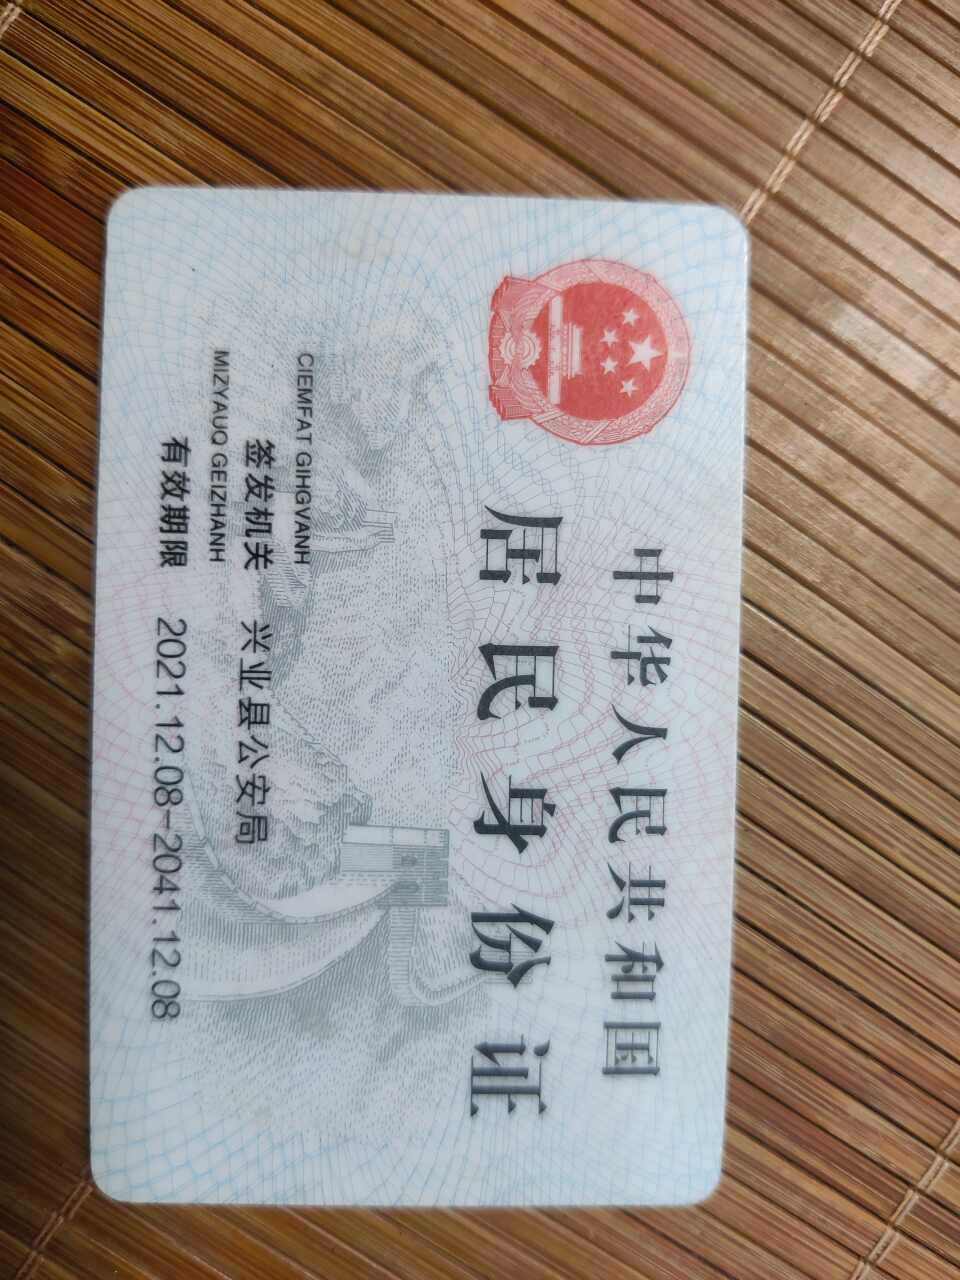 中华人民共和国
居民身份证
CIEMFAT GIHGVANH
签发机关 兴业县公安局
MIZYAUQ GEIZHANH
有效期限 2021.12.08-2041.12.08